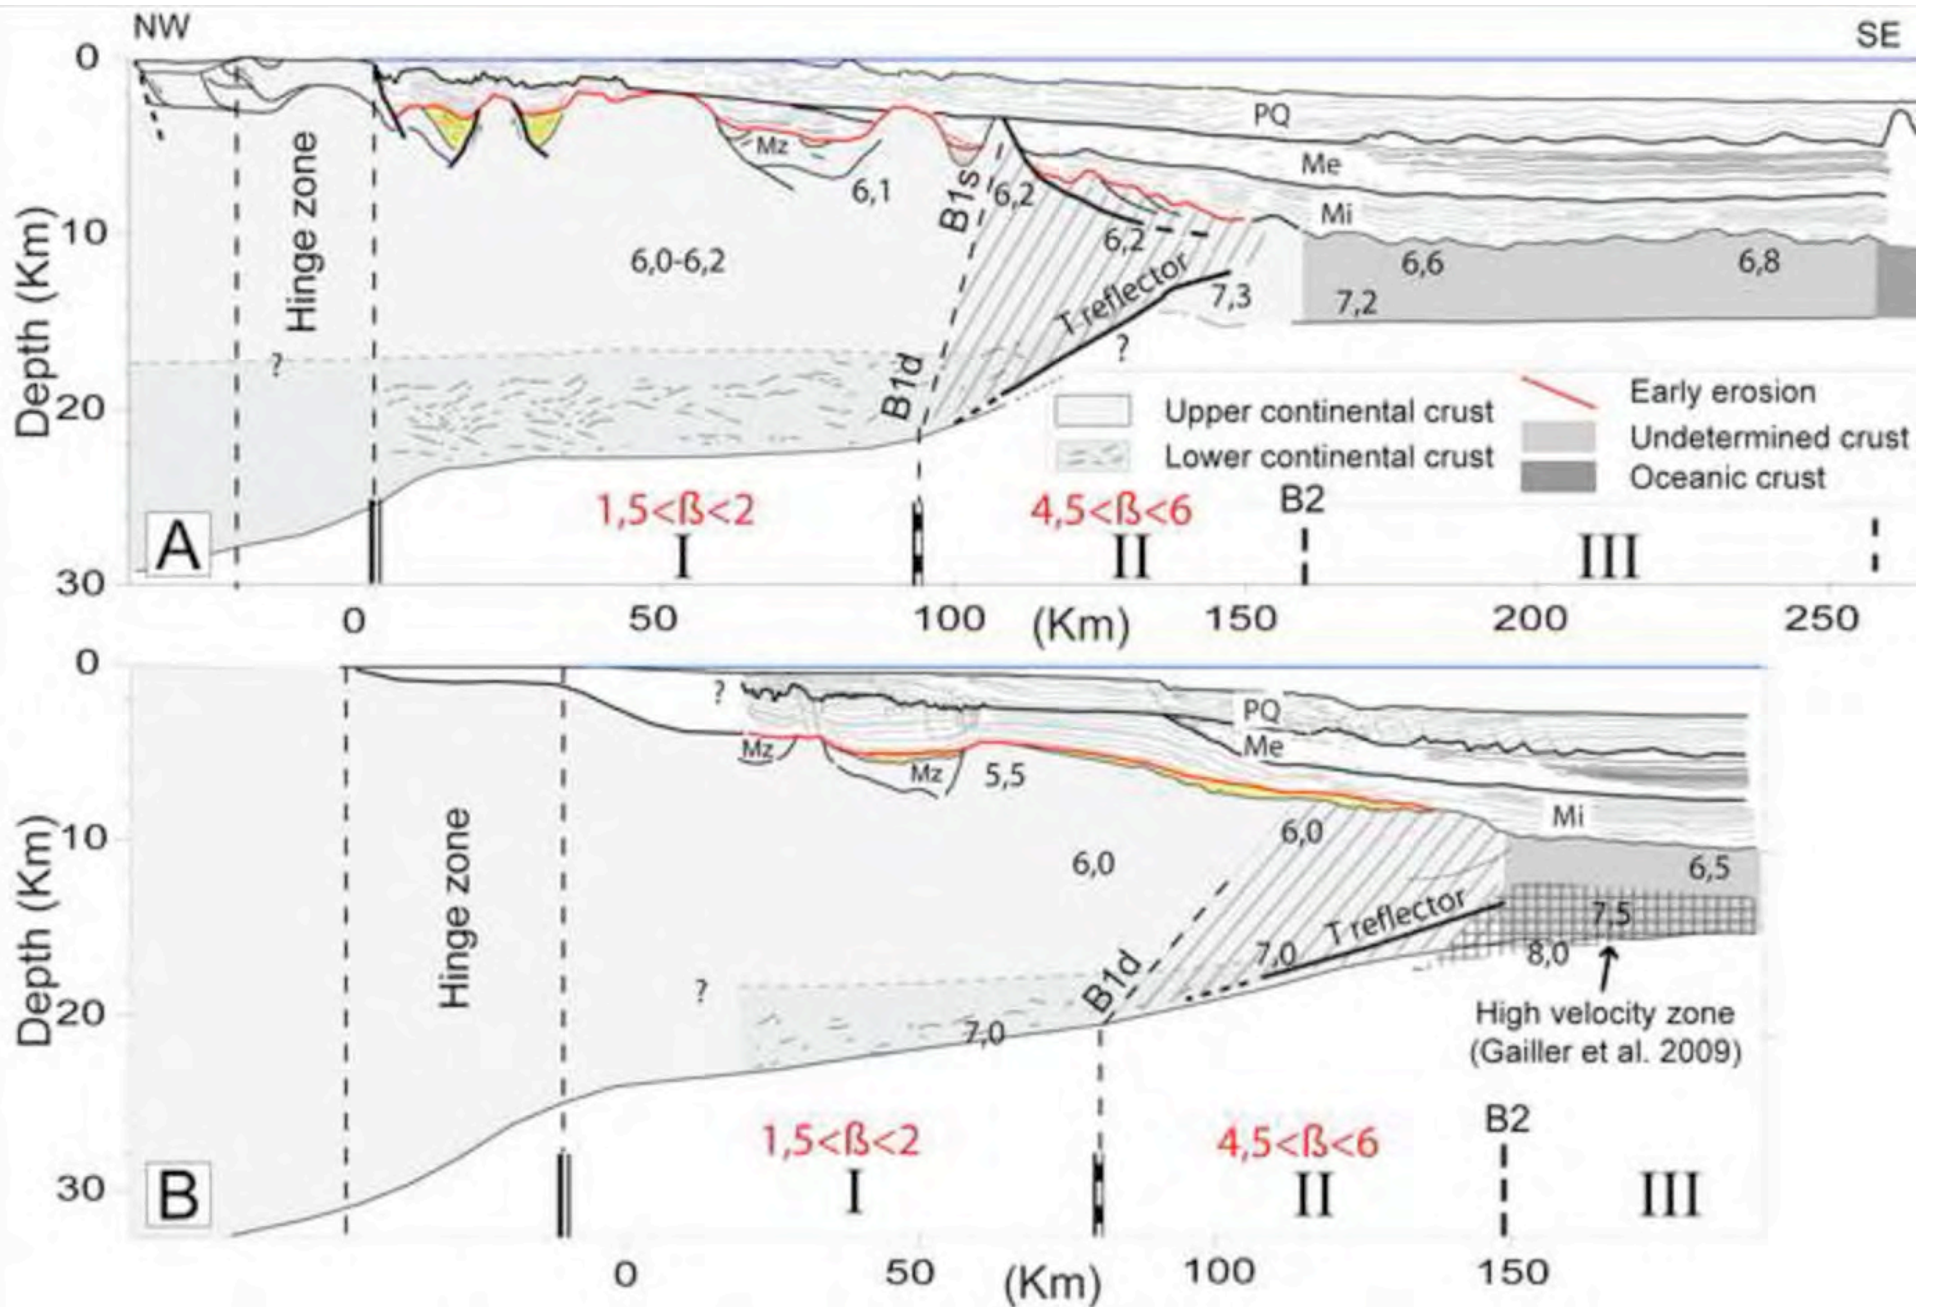 NW
SE
0
PQ
Mz
Me
6,1
B1s
6,2
Mi
10
Depth (Km)
Hinge zone
6,0-6,2
6,2
T reflector
7,3
6,6
6,8
7,2
?
?
B1d
20
Upper continental crust
Lower continental crust
Early erosion
Undetermined crust
Oceanic crust
A
1,5<ß<2
4,5<ß<6
B2
I
II
III
30
0
50
100
(Km)
150
200
250
0
?
PQ
Me
Mz
Mz
5,5
Mi
10
Depth (Km)
Hinge zone
6,0
6,0
6,5
T reflector
7,5
7,0
8,0
B1d
?
7,0
20
High velocity zone
(Gailler et al. 2009)
1,5<ß<2
4,5<ß<6
B2
30
B
I
II
III
0
50
(Km)
100
150